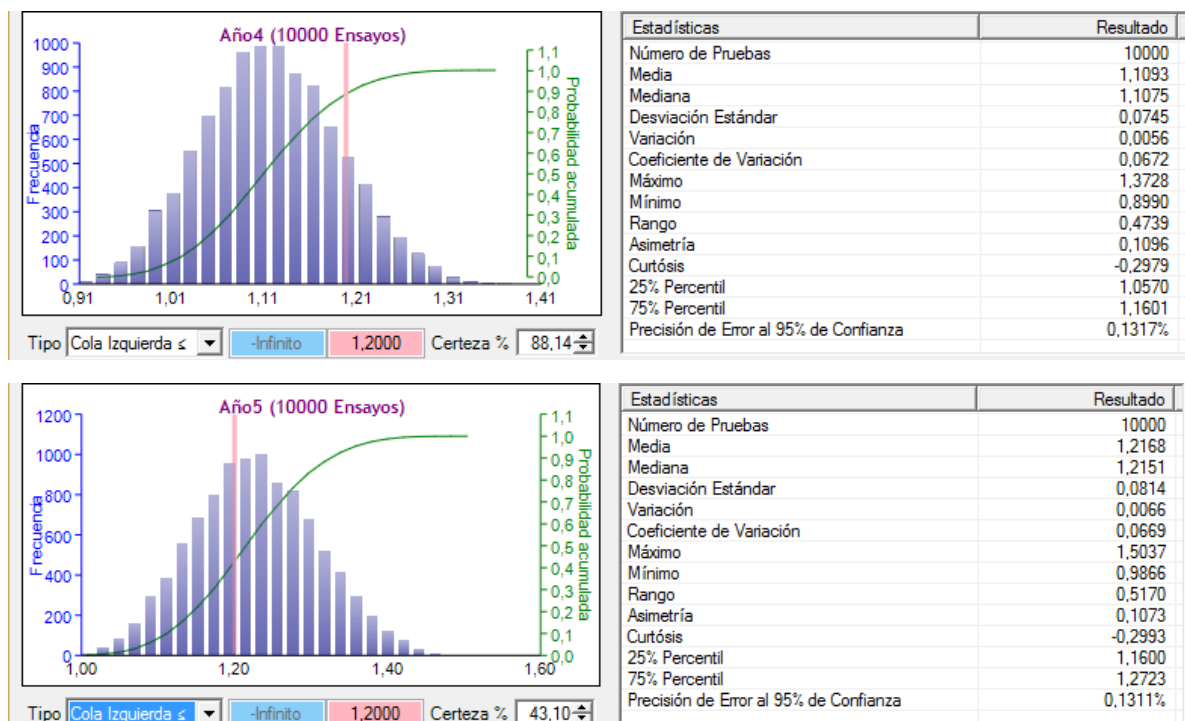 Año4 (10000 Ensayos)
1000
900
800
700
600
500
400
300
200
100
0
Frecuencia
1,1
1,0
0,9
0,8
0,7
0,6
0,5
0,4
0,3
0,2
0,1
0,0
Probabilidad acumulada
0,91 1,01 1,11 1,21 1,31 1,41
Tipo Cola Izquierda ≤ -Infinito 1,2000 Certeza % 88,14
Estadísticas Resultado
Número de Pruebas 10000
Media 1,1093
Mediana 1,1075
Desviación Estándar 0,0745
Variación 0,0056
Coeficiente de Variación 0,0672
Máximo 1,3728
Mínimo 0,8990
Rango 0,4739
Asimetría 0,1096
Curtósis -0,2979
25% Percentil 1,0570
75% Percentil 1,1601
Precisión de Error al 95% de Confianza 0,1317%
Año5 (10000 Ensayos)
1200
1000
800
600
400
200
0
Frecuencia
1,1
1,0
0,9
0,8
0,7
0,6
0,5
0,4
0,3
0,2
0,1
0,0
Probabilidad acumulada
1,00 1,20 1,40 1,60
Tipo Cola Izquierda ≤ -Infinito 1,2000 Certeza % 43,10
Estadísticas Resultado
Número de Pruebas 10000
Media 1,2168
Mediana 1,2151
Desviación Estándar 0,0814
Variación 0,0066
Coeficiente de Variación 0,0669
Máximo 1,5037
Mínimo 0,9866
Rango 0,5170
Asimetría 0,1073
Curtósis -0,2993
25% Percentil 1,1600
75% Percentil 1,2723
Precisión de Error al 95% de Confianza 0,1311%